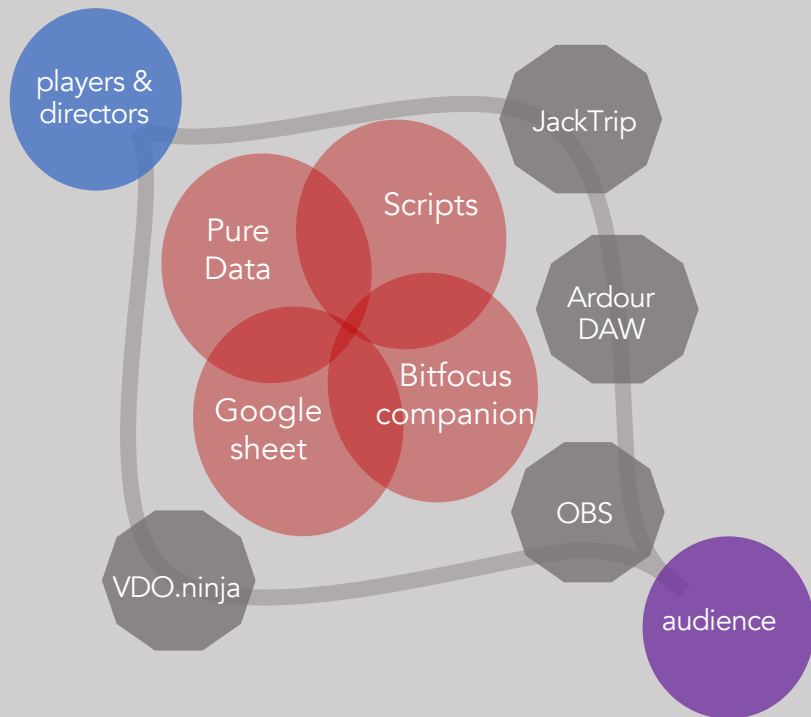 players &
directors
JackTrip
Scripts
Pure
Data
Ardour
DAW
Bitfocus
companion
Google
sheet
OBS
VDO.ninja
audience